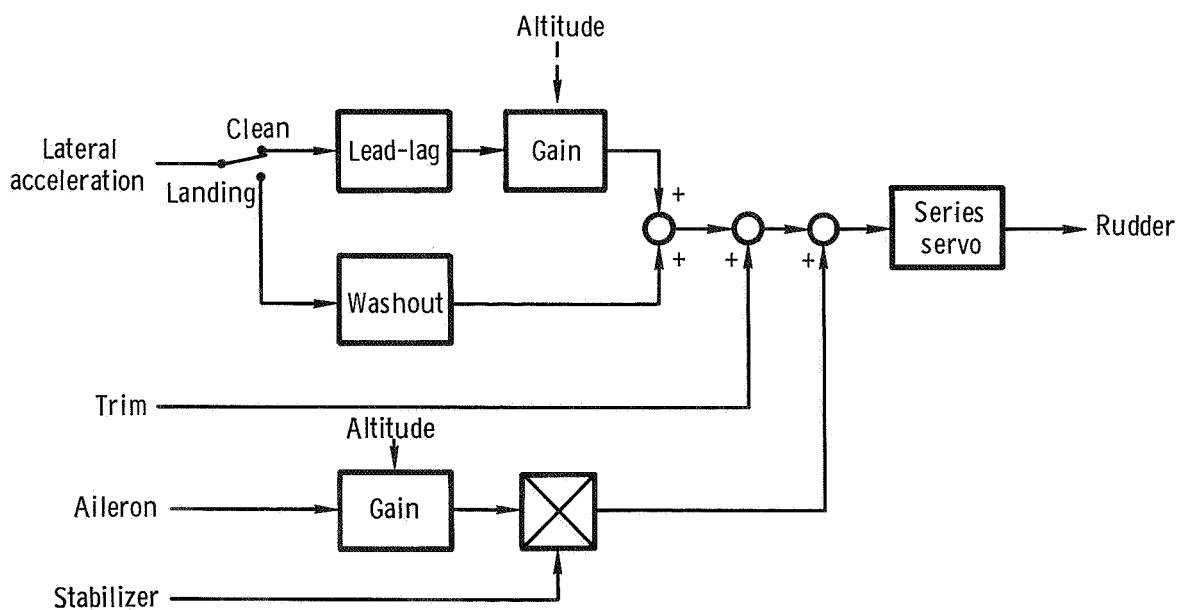 Altitude
Clean
Lateral
acceleration
Landing
Lead-lag
Gain
+
+
+
+
Series
servo
Rudder
Washout
Trim
Altitude
Aileron
Gain
Stabilizer